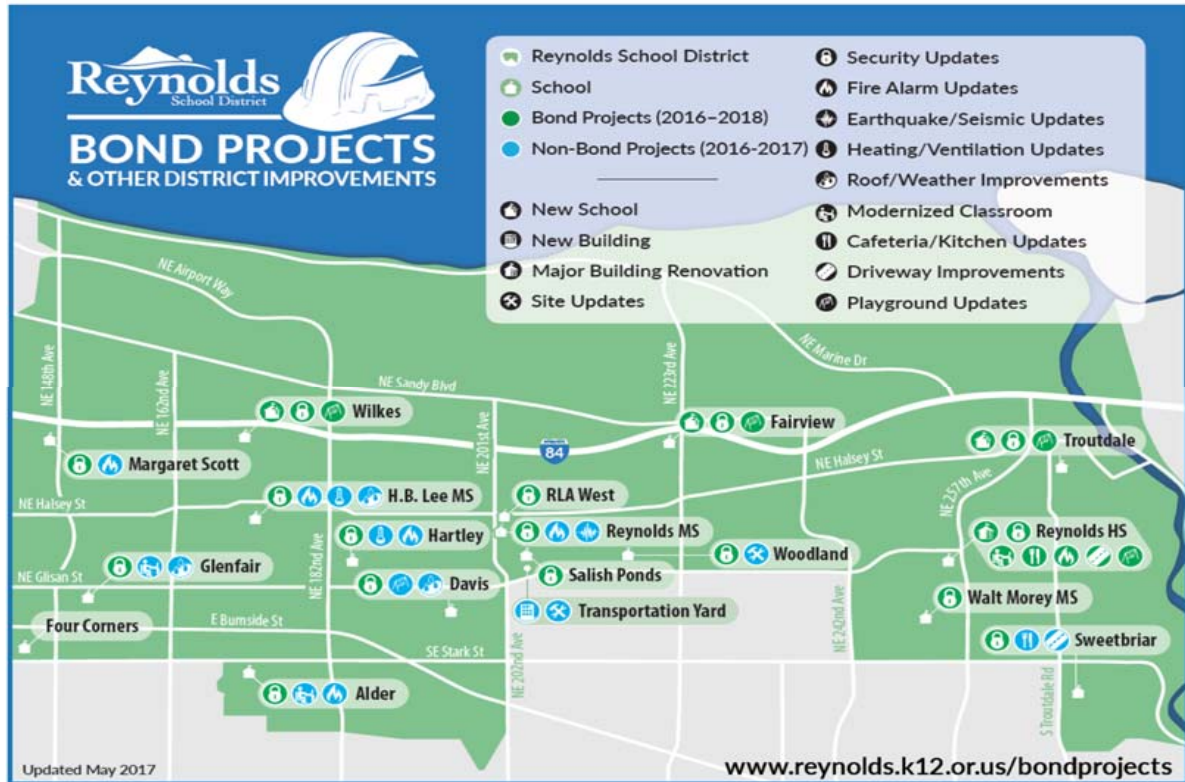 Reynolds
School District
BOND PROJECTS
& OTHER DISTRICT IMPROVEMENTS
Reynolds School District
School
Bond Projects (2016–2018)
Non-Bond Projects (2016-2017)
New School
New Building
Major Building Renovation
Site Updates
Security Updates
Fire Alarm Updates
Earthquake/Seismic Updates
Heating/Ventilation Updates
Roof/Weather Improvements
Modernized Classroom
Cafeteria/Kitchen Updates
Driveway Improvements
Playground Updates
NE Airport Way
NE 148th Ave
NE 162nd Ave
NE Sandy Blvd
NE 223rd Ave
NE Marine Dr
Wilkes
NE 201st Ave
Fairview
84
Troutdale
Margaret Scott
NE Halsey St
NE Halsey St
H.B. Lee MS
RLA West
NE 257th Ave
Hartley
Reynolds MS
Reynolds HS
Woodland
Glenfair
NE 182nd Ave
NE Glisan St
Davis
Salish Ponds
Walt Morey MS
Transportation Yard
NE 242nd Ave
Four Corners
E Burnside St
SE Stark St
NE 202nd Ave
Sweetbriar
S Troutdale Rd
Alder
Updated May 2017
www.reynolds.k12.or.us/bondprojects